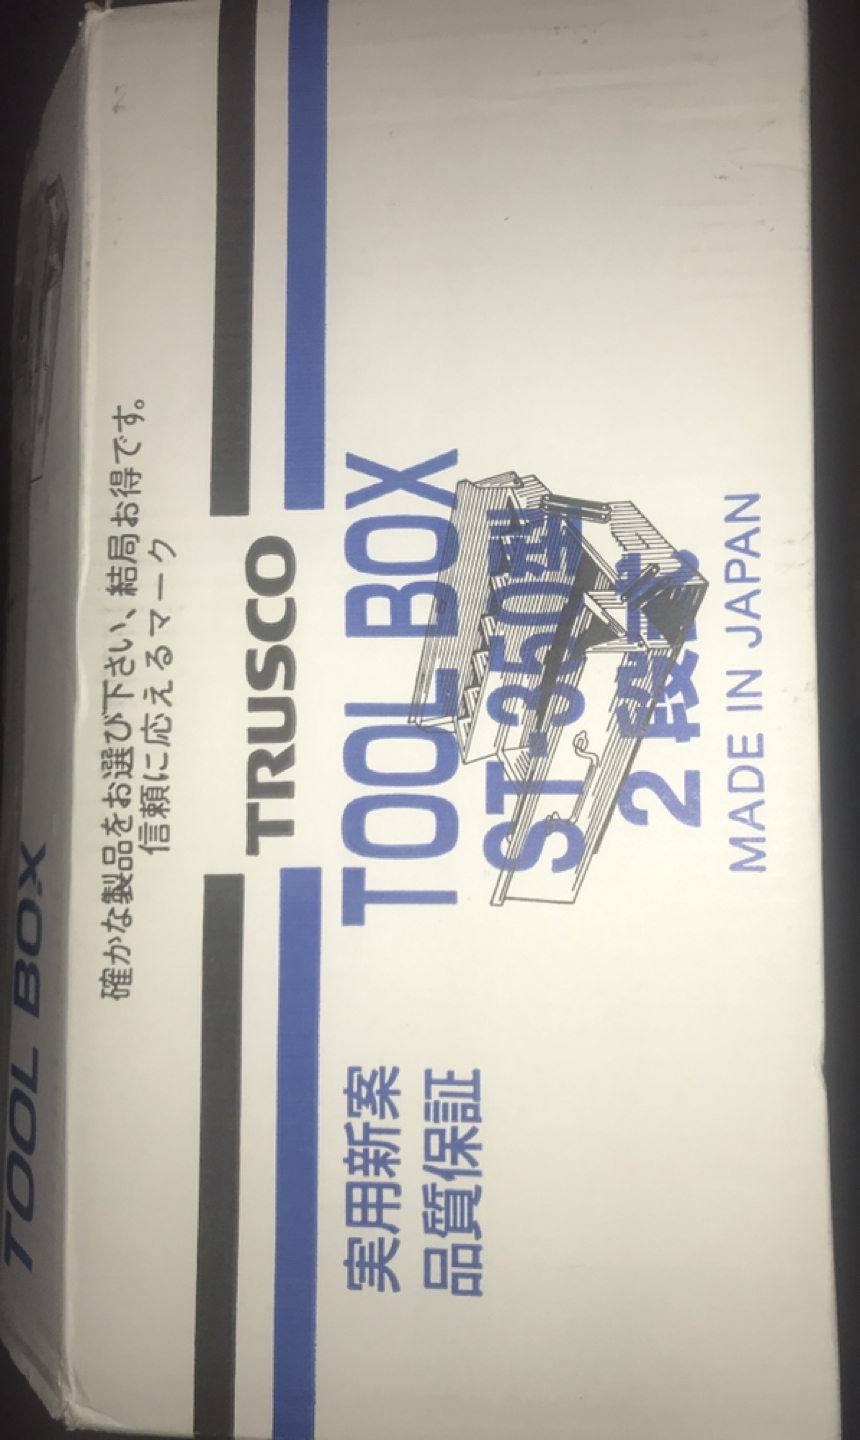 TOOL BOX
確かな製品をお選び下さい、結局お得です。
信頼に応えるマーク
TRUSCO
実用新案
品質保証
TOOL BOX
ST-350型
2段式
MADE IN JAPAN